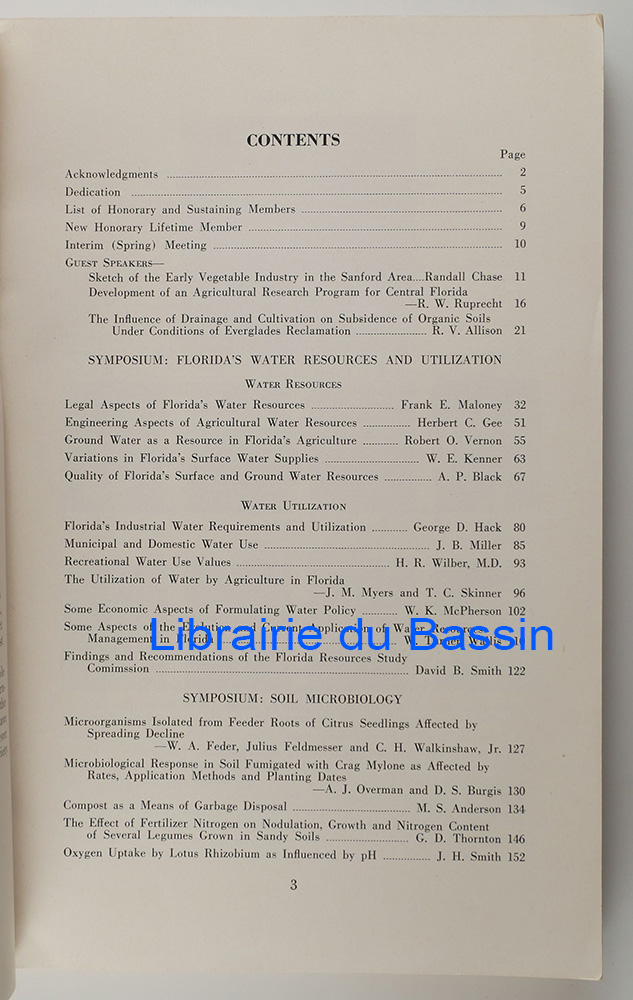 CONTENTS
Page
Acknowledgments 2
Dedication 5
List of Honorary and Sustaining Members 6
New Honorary Lifetime Member 9
Interim (Spring) Meeting 10
Guest Speakers—
Sketch of the Early Vegetable Industry in the Sanford Area....Randall Chase 11
Development of an Agricultural Research Program for Central Florida
—R. W. Ruprecht 16
The Influence of Drainage and Cultivation on Subsidence of Organic Soils
Under Conditions of Everglades Reclamation R. V. Allison 21
SYMPOSIUM: FLORIDA'S WATER RESOURCES AND UTILIZATION
Water Resources
Legal Aspects of Florida's Water Resources Frank E. Maloney 32
Engineering Aspects of Agricultural Water Resources Herbert C. Gee 51
Ground Water as a Resource in Florida's Agriculture Robert O. Vernon 55
Variations in Florida's Surface Water Supplies W. E. Kenner 63
Quality of Florida's Surface and Ground Water Resources A. P. Black 67
Water Utilization
Florida's Industrial Water Requirements and Utilization George D. Hack 80
Municipal and Domestic Water Use J. B. Miller 85
Recreational Water Use Values H. R. Wilber, M.D. 93
The Utilization of Water by Agriculture in Florida
—J. M. Myers and T. C. Skinner 96
Some Economic Aspects of Formulating Water Policy W. K. McPherson 102
Some Aspects of the Evolution and Current Application of Water Resource
Management in Florida W. Turner Wallis
Librairie du Bassin
Findings and Recommendations of the Florida Resources Study
Comimssion David B. Smith 122
SYMPOSIUM: SOIL MICROBIOLOGY
Microorganisms Isolated from Feeder Roots of Citrus Seedlings Affected by
Spreading Decline
—W. A. Feder, Julius Feldmesser and C. H. Walkinshaw, Jr. 127
Microbiological Response in Soil Fumigated with Crag Mylone as Affected by
Rates, Application Methods and Planting Dates
—A. J. Overman and D. S. Burgis 130
Compost as a Means of Garbage Disposal M. S. Anderson 134
The Effect of Fertilizer Nitrogen on Nodulation, Growth and Nitrogen Content
of Several Legumes Grown in Sandy Soils G. D. Thornton 146
Oxygen Uptake by Lotus Rhizobium as Influenced by pH J. H. Smith 152
3